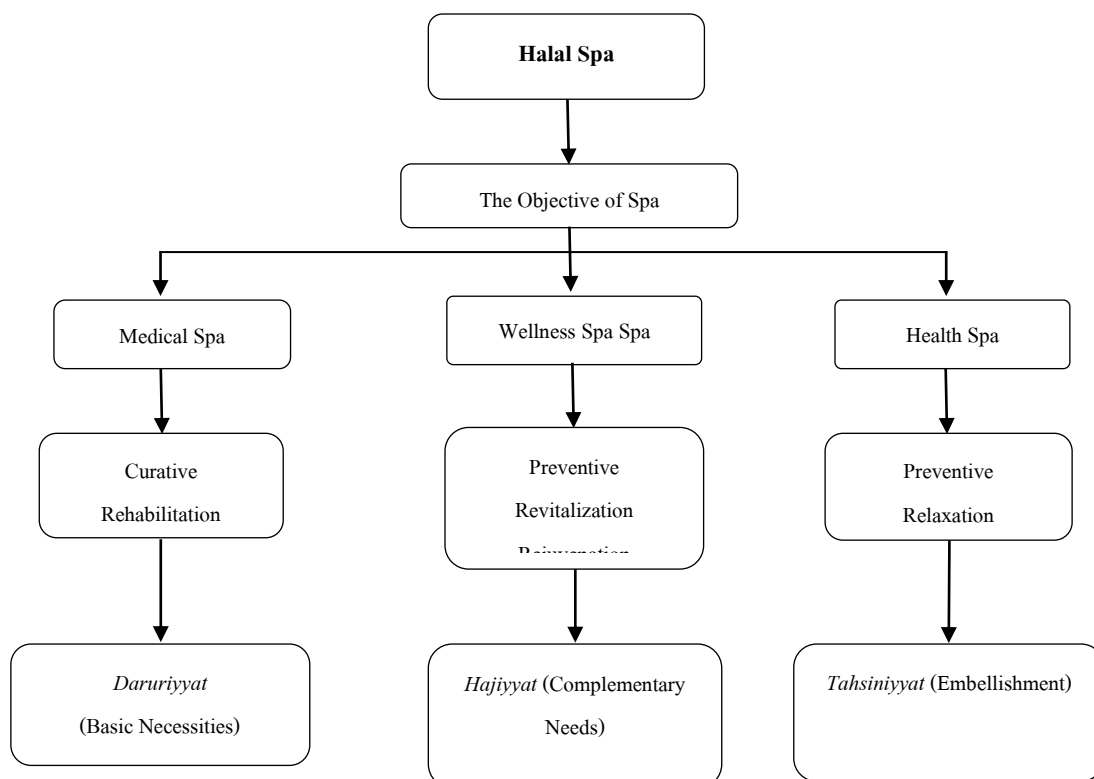 Halal Spa
The Objective of Spa
Medical Spa
Wellness Spa Spa
Health Spa
Curative
Rehabilitation
Preventive
Revitalization
Rejuvenation
Preventive
Relaxation
Daruriyyat
(Basic Necessities)
Hajiyyat (Complementary
Needs)
Tahsiniyyat (Embellishment)